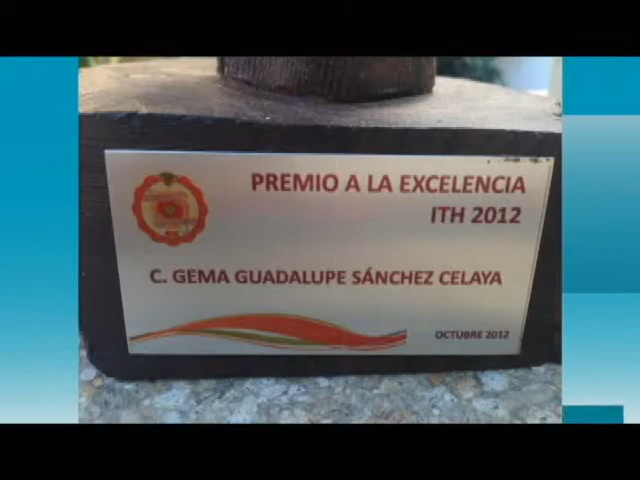 PREMIO A LA EXCELENCIA
ITH 2012
C. GEMA GUADALUPE SÁNCHEZ CELAYA
OCTUBRE 2012